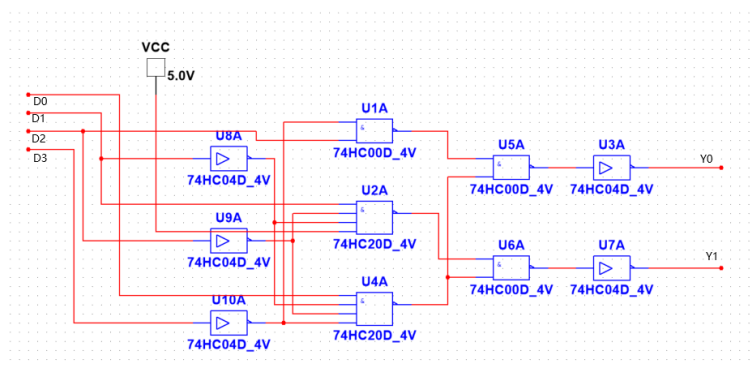 VCC
5.0V
D0
D1
D2
D3
U8A
74HC04D_4V
U9A
74HC04D_4V
U10A
74HC04D_4V
U1A
&
74HC00D_4V
U2A
&
74HC20D_4V
U4A
&
74HC20D_4V
U5A
&
74HC00D_4V
U3A
74HC04D_4V
Y0
U6A
&
74HC00D_4V
U7A
74HC04D_4V
Y1